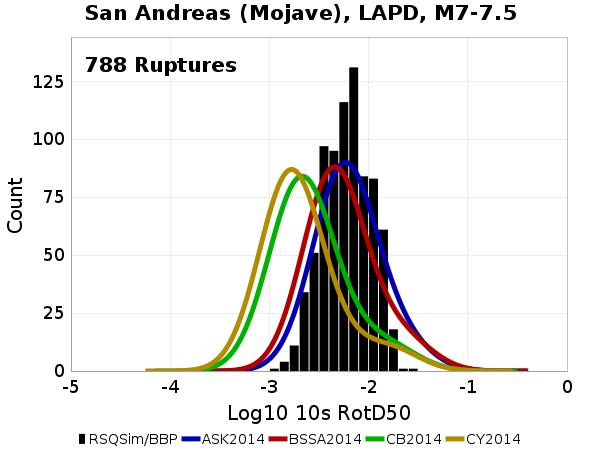 San Andreas (Mojave), LAPD, M7-7.5
788 Ruptures
125
100
75
50
25
0
Count
-5 -4 -3 -2 -1 0
Log10 10s RotD50
RSQSim/BBP ASK2014 BSSA2014 CB2014 CY2014